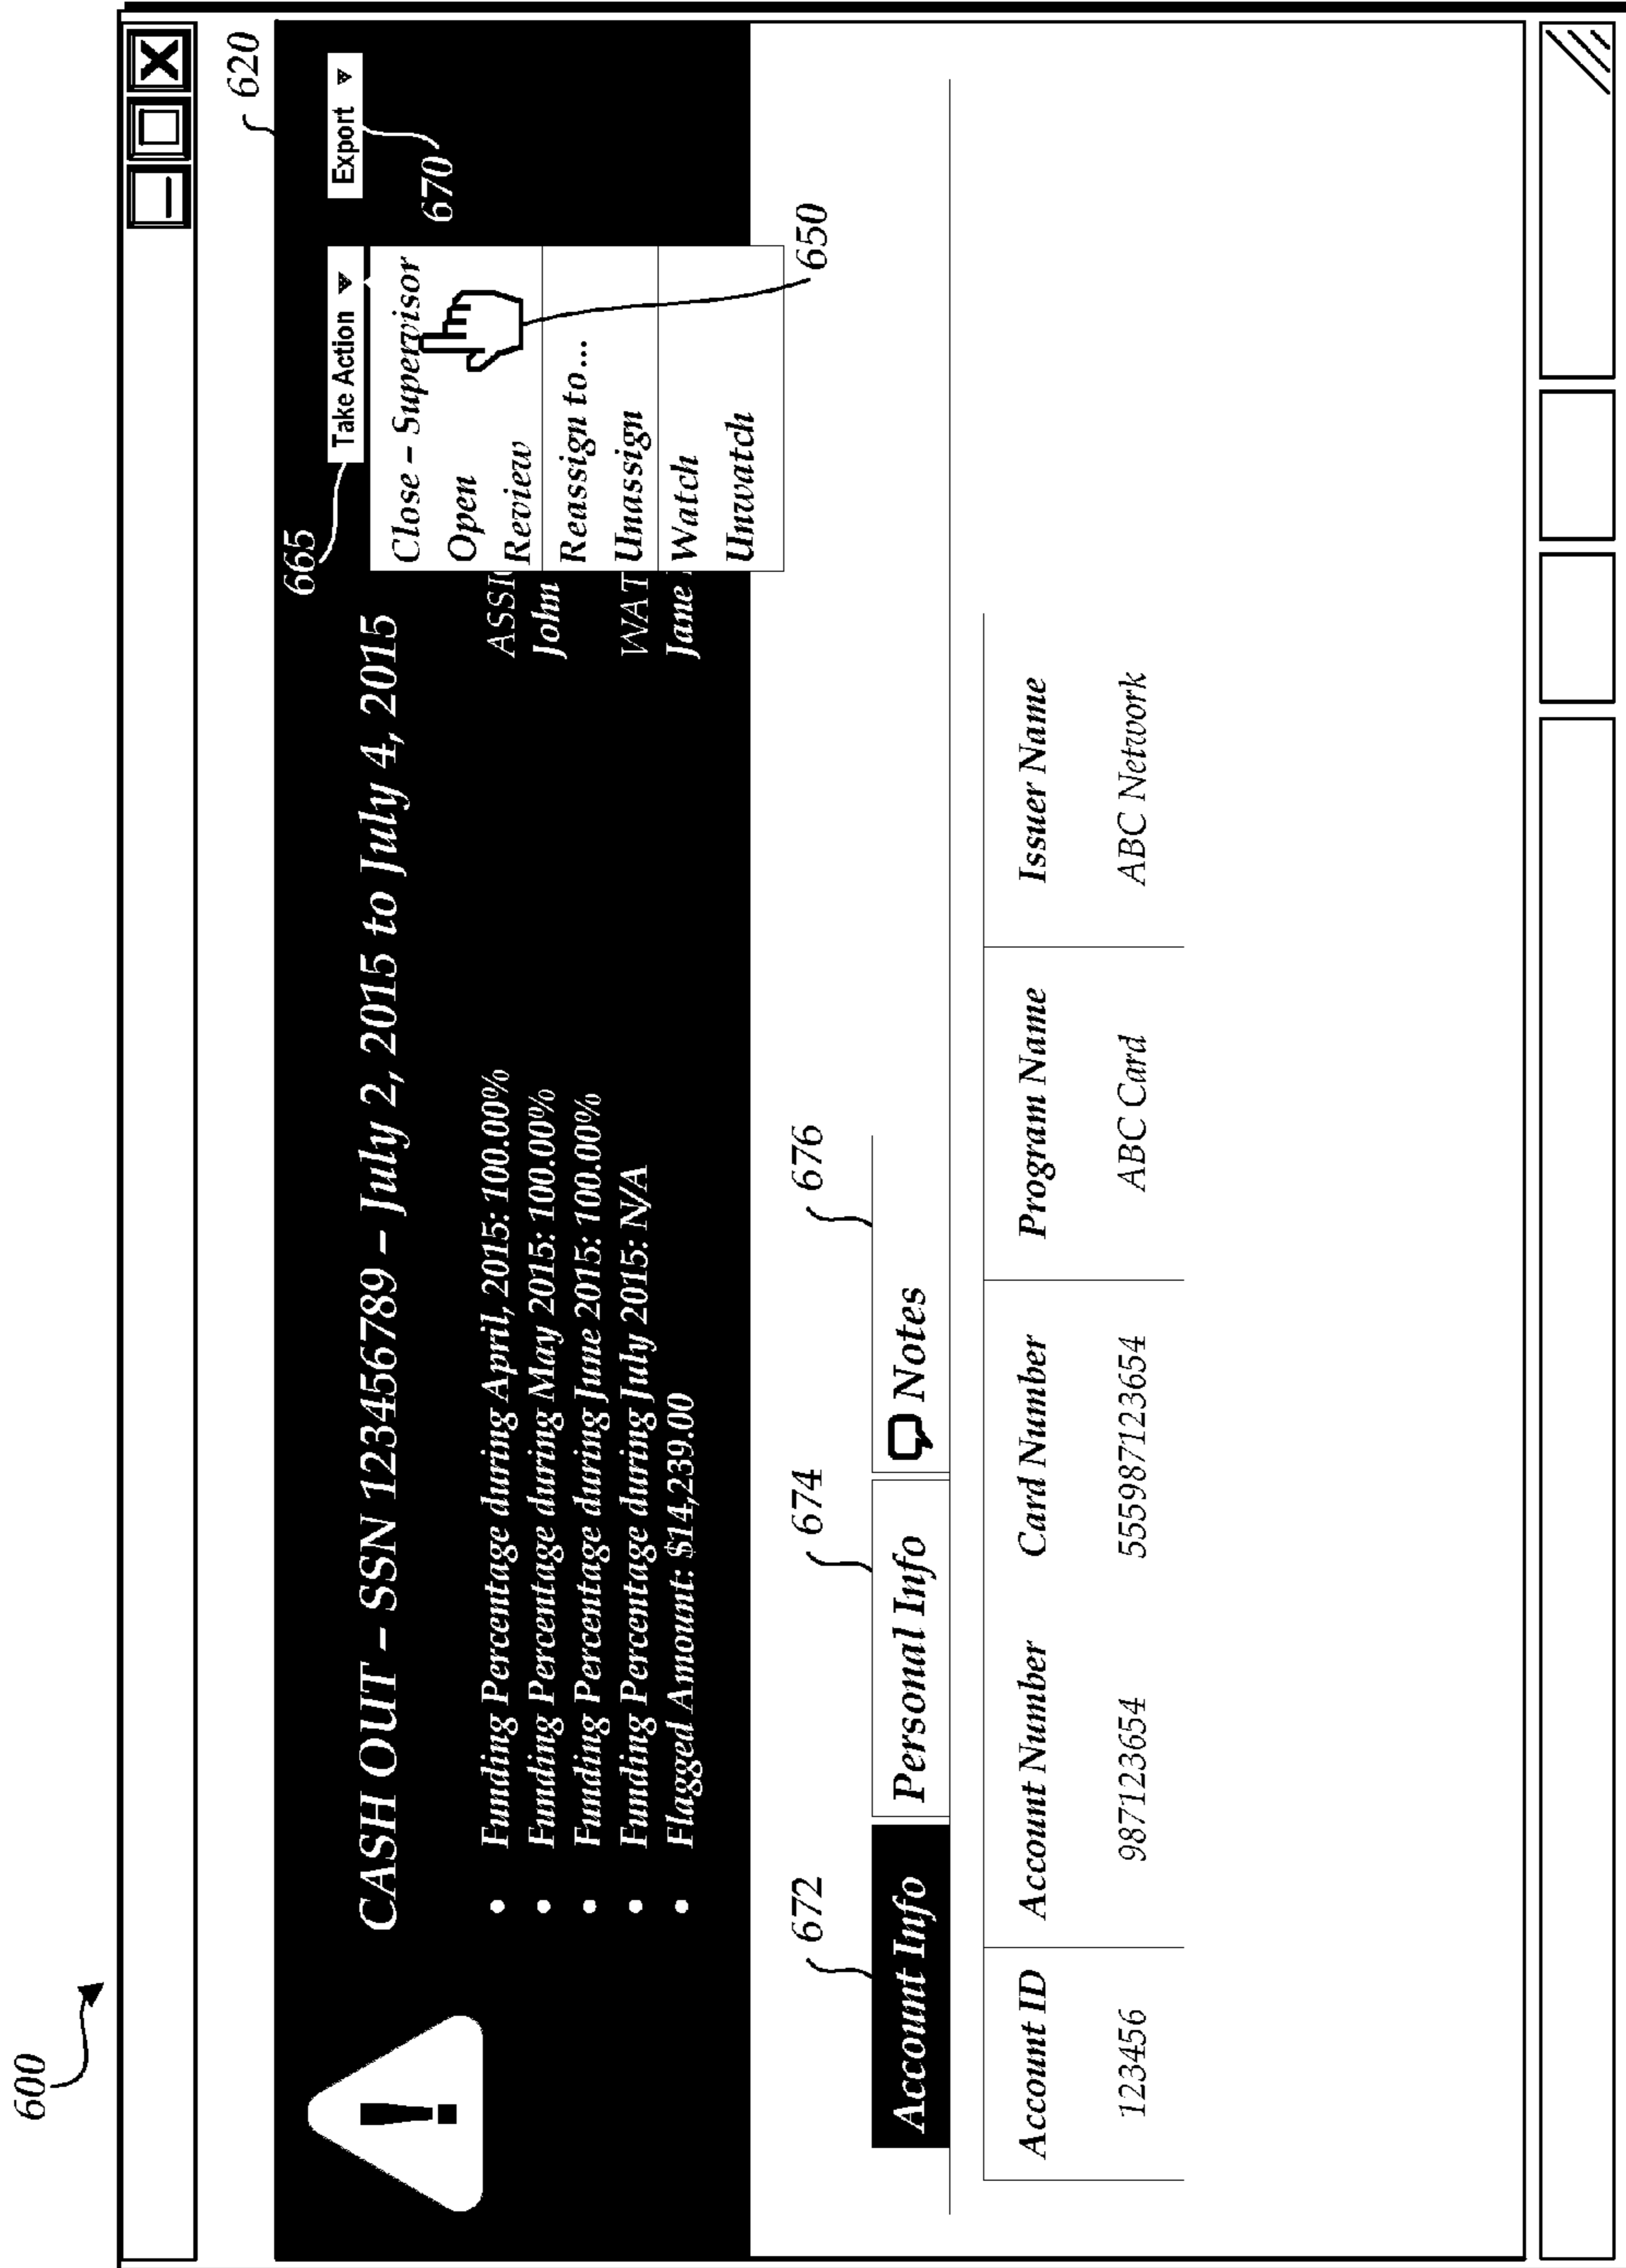 600
620
665
Take Action
Export
670
CASH OUT – SSN 123456789 – July 2, 2015 to July 4, 2015
Close – Supervisor
Open
Review
Reassign to...
Unassign
Watch
Unwatch
650
• Funding Percentage during April, 2015: 100.00%
• Funding Percentage during May 2015: 100.00%
• Funding Percentage during June 2015: 100.00%
• Funding Percentage during July 2015: N/A
• Flagged Amount: $14,239.00
ASSI
John
WAT
Jane
672
674
676
Account Info
Personal Info
Notes
Account ID Account Number Card Number Program Name Issuer Name
123456 987123654 555987123654 ABC Card ABC Network